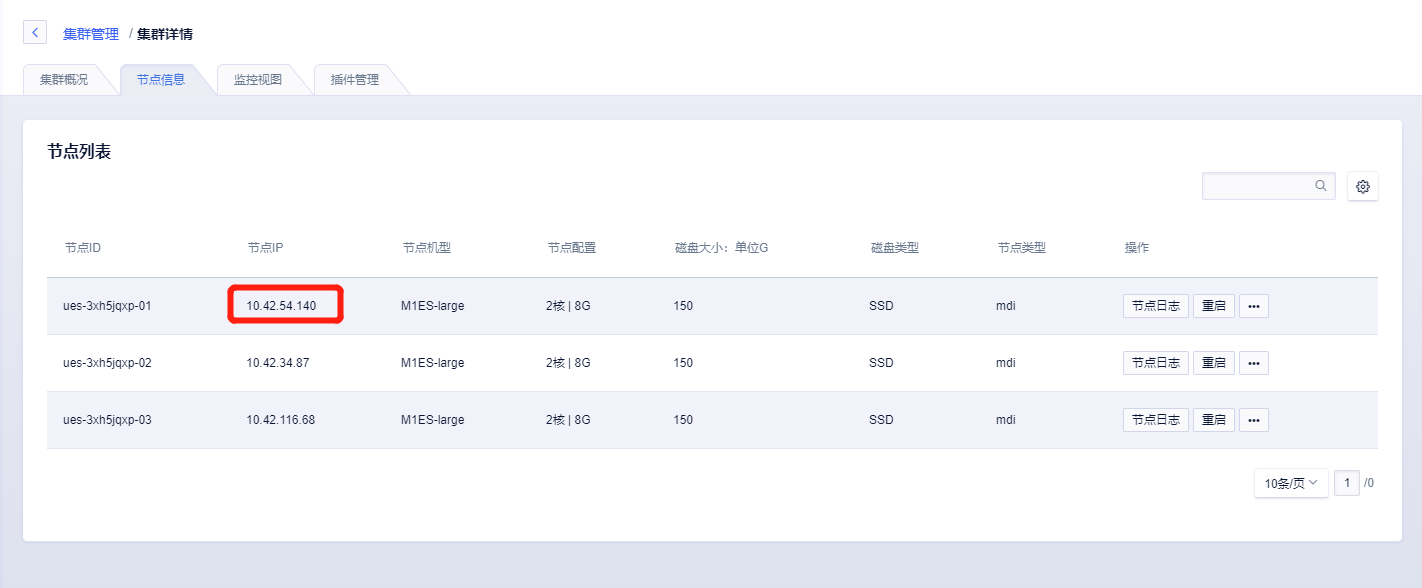 集群管理 / 集群详情
集群概况 节点信息 监控视图 插件管理
节点列表
节点ID 节点IP 节点机型 节点配置 磁盘大小：单位G 磁盘类型 节点类型 操作
ues-3xh5jqxp-01 10.42.54.140 M1ES-large 2核 | 8G 150 SSD mdi 节点日志 重启 •••
ues-3xh5jqxp-02 10.42.34.87 M1ES-large 2核 | 8G 150 SSD mdi 节点日志 重启 •••
ues-3xh5jqxp-03 10.42.116.68 M1ES-large 2核 | 8G 150 SSD mdi 节点日志 重启 •••
10条/页 1 /0